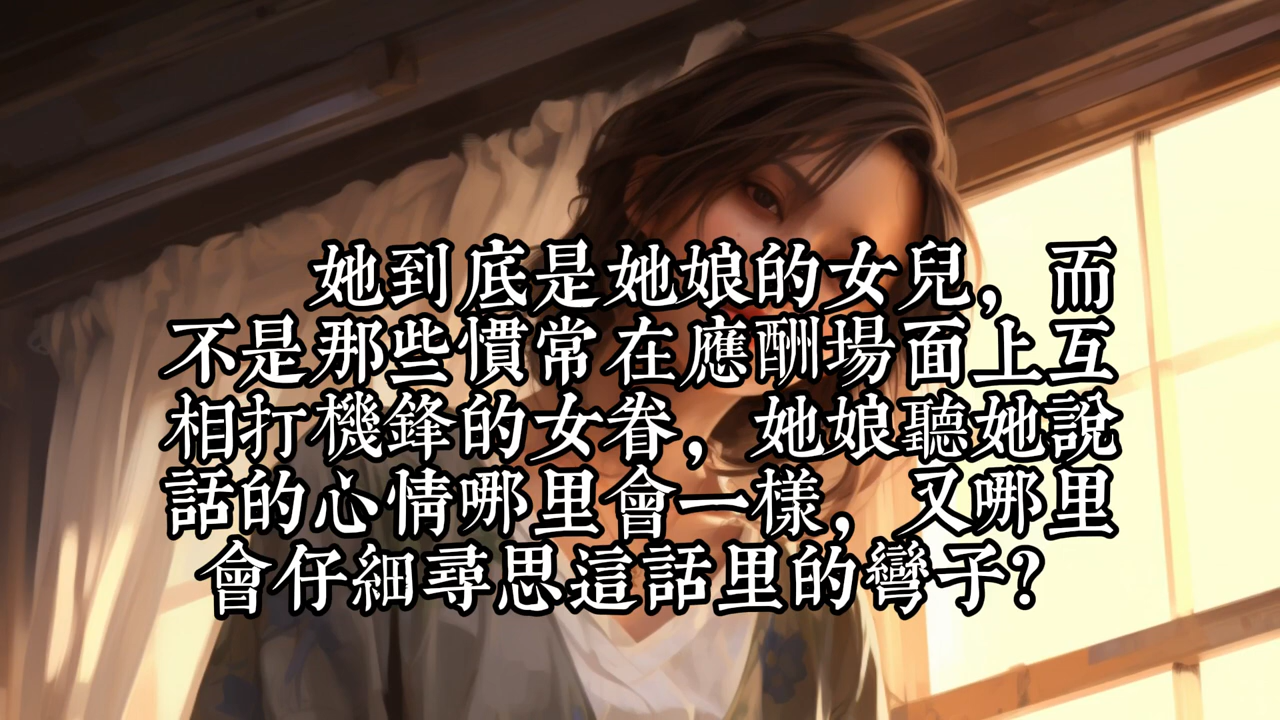 她到底是她娘的女兒，而
不是那些慣常在應酬場面上互
相打機鋒的女眷，她娘聽她說
話的心情哪里會一樣，又哪里
會仔細尋思這話里的彎子？